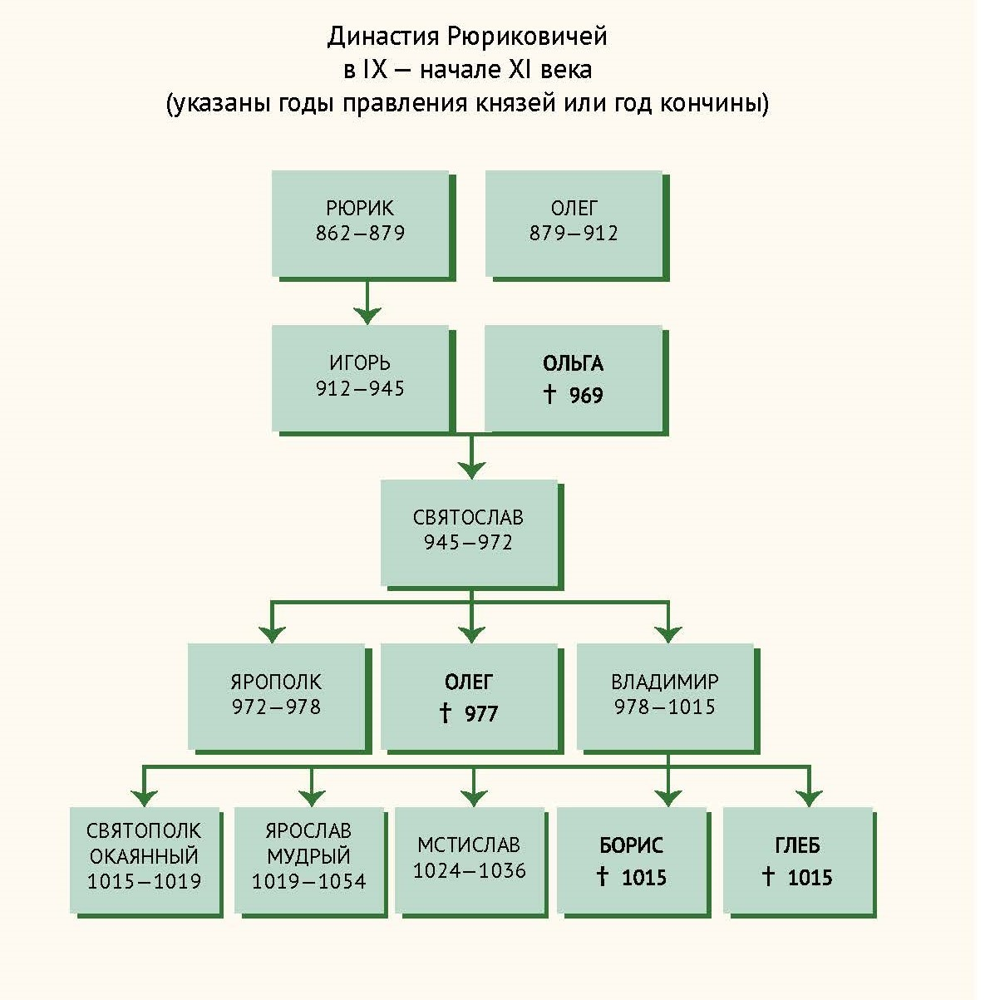 Династия Рюриковичей
в IX — начале XI века
(указаны годы правления князей или год кончины)
РЮРИК
862—879
ОЛЕГ
879—912
ИГОРЬ
912—945
ОЛЬГА
† 969
СВЯТОСЛАВ
945—972
ЯРОПОЛК
972—978
ОЛЕГ
† 977
ВЛАДИМИР
978—1015
СВЯТОПОЛК
ОКАЯННЫЙ
1015—1019
ЯРОСЛАВ
МУДРЫЙ
1019—1054
МСТИСЛАВ
1024—1036
БОРИС
† 1015
ГЛЕБ
† 1015